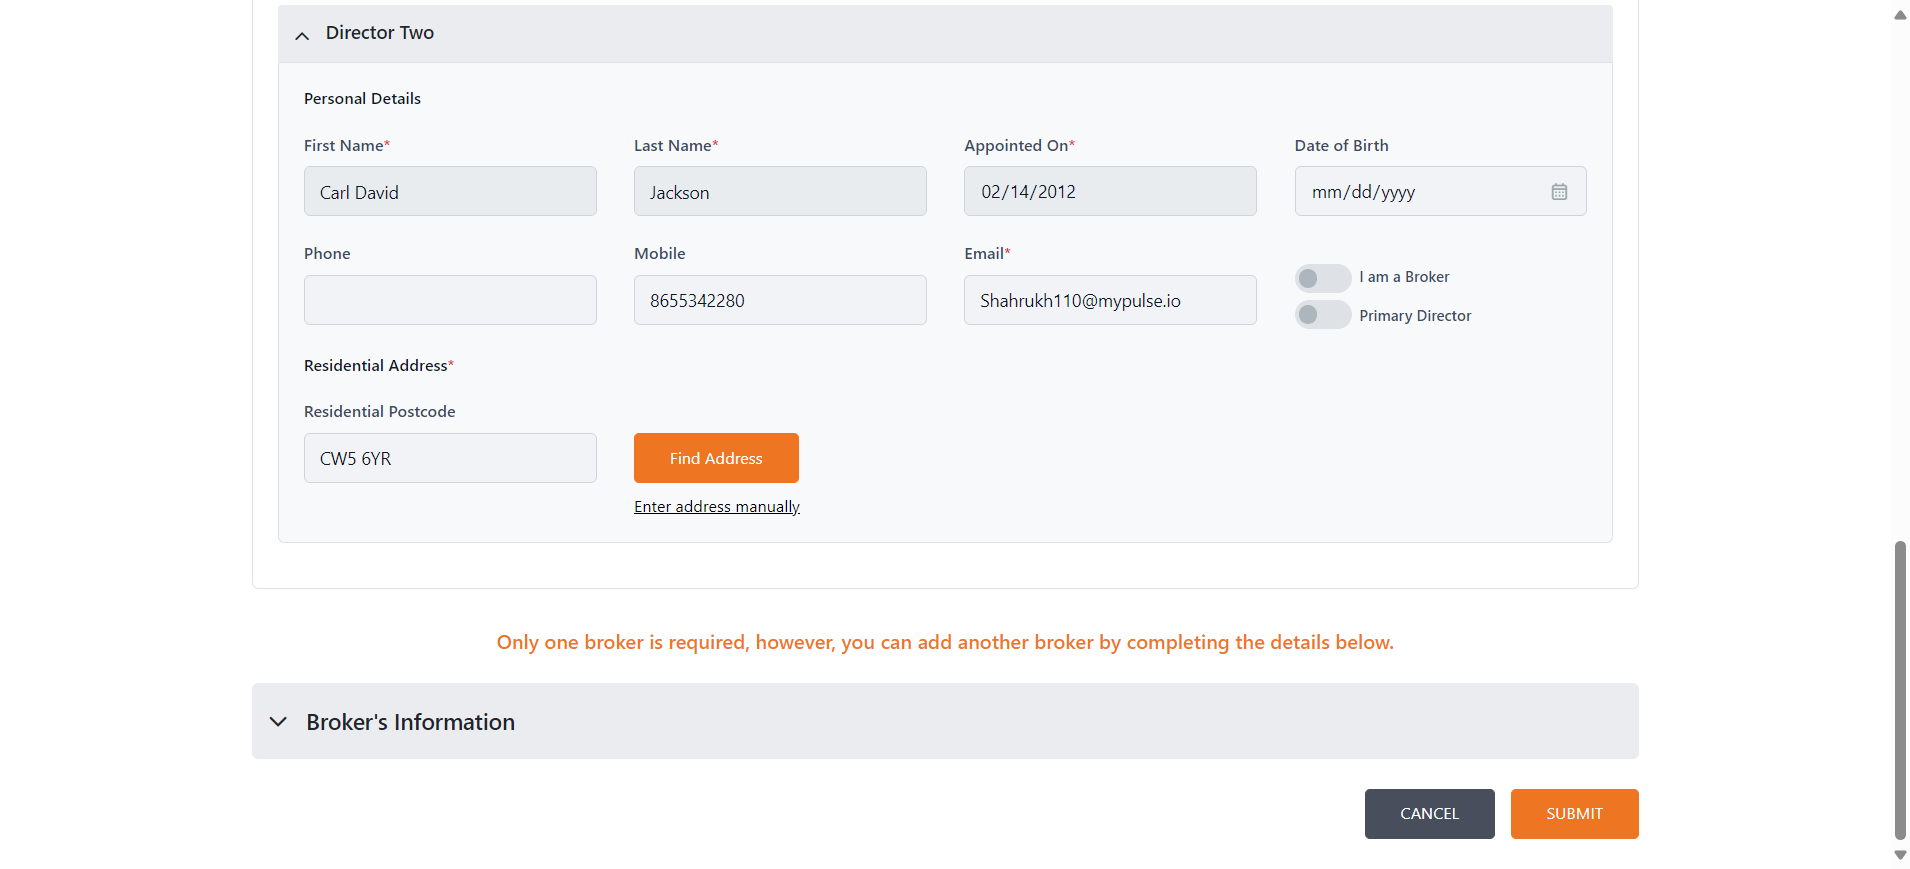 Director Two
Personal Details
First Name* Last Name* Appointed On* Date of Birth
Carl David Jackson 02/14/2012 mm/dd/yyyy
Phone Mobile Email*
I am a Broker
8655342280 Shahrukh110@mypulse.io
Primary Director
Residential Address*
Residential Postcode
CW5 6YR Find Address
Enter address manually
Only one broker is required, however, you can add another broker by completing the details below.
Broker's Information
CANCEL SUBMIT